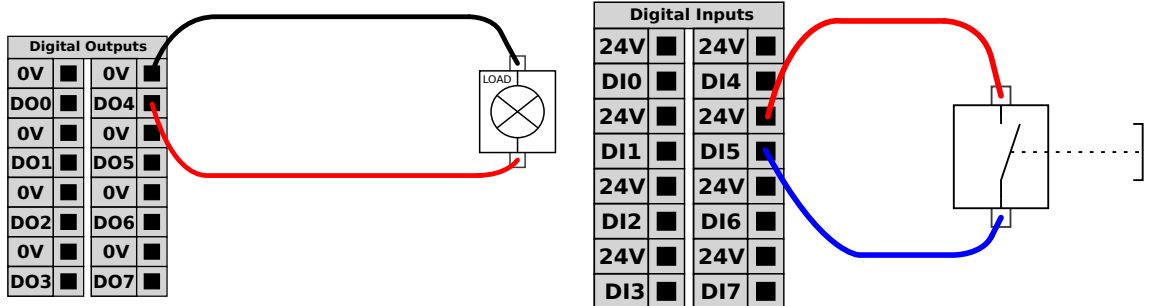 Digital Outputs
0V 0V
DO0 DO4
0V 0V
DO1 DO5
0V 0V
DO2 DO6
0V 0V
DO3 DO7
LOAD
Digital Inputs
24V 24V
DI0 DI4
24V 24V
DI1 DI5
24V 24V
DI2 DI6
24V 24V
DI3 DI7